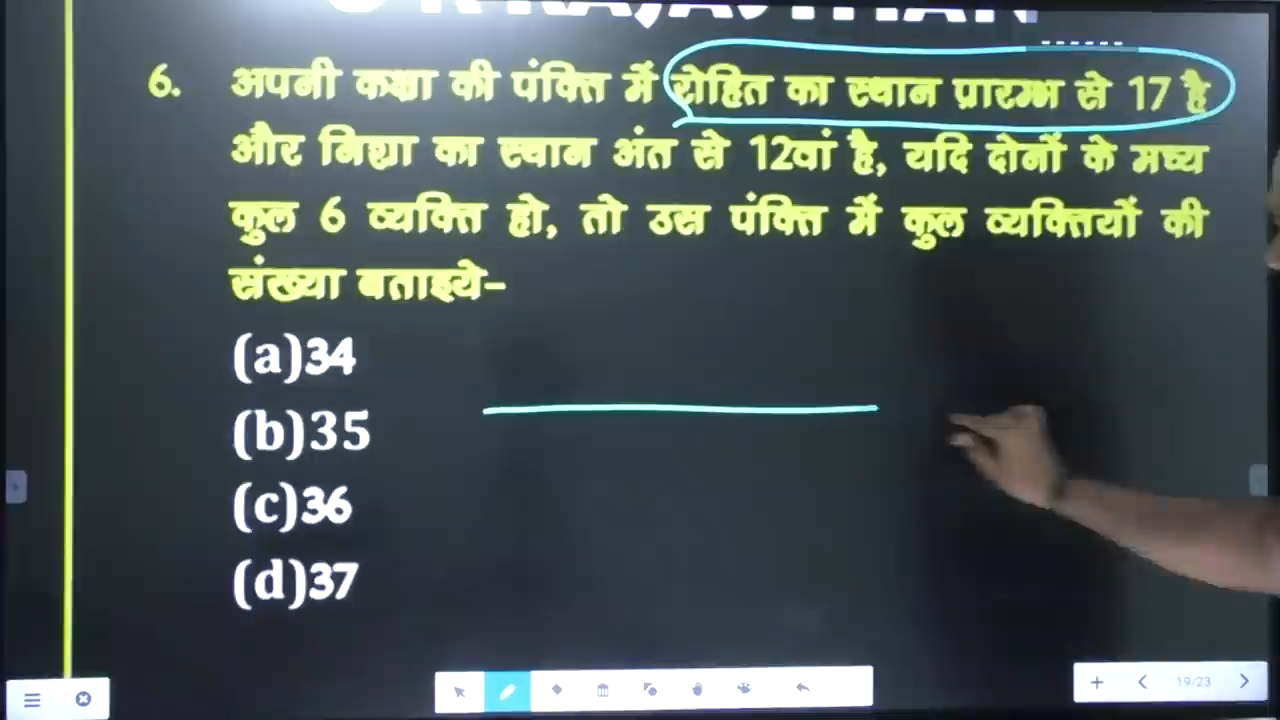 6. अपनी कक्षा की पंक्ति में रोहित का स्थान प्रारम्भ से 17 है
और निशा का स्थान अंत से 12वां है, यदि दोनों के मध्य
कुल 6 व्यक्ति हो, तो उस पंक्ति में कुल व्यक्तियों की
संख्या बताइये-
(a)34
(b)35
(c)36
(d)37
19/23